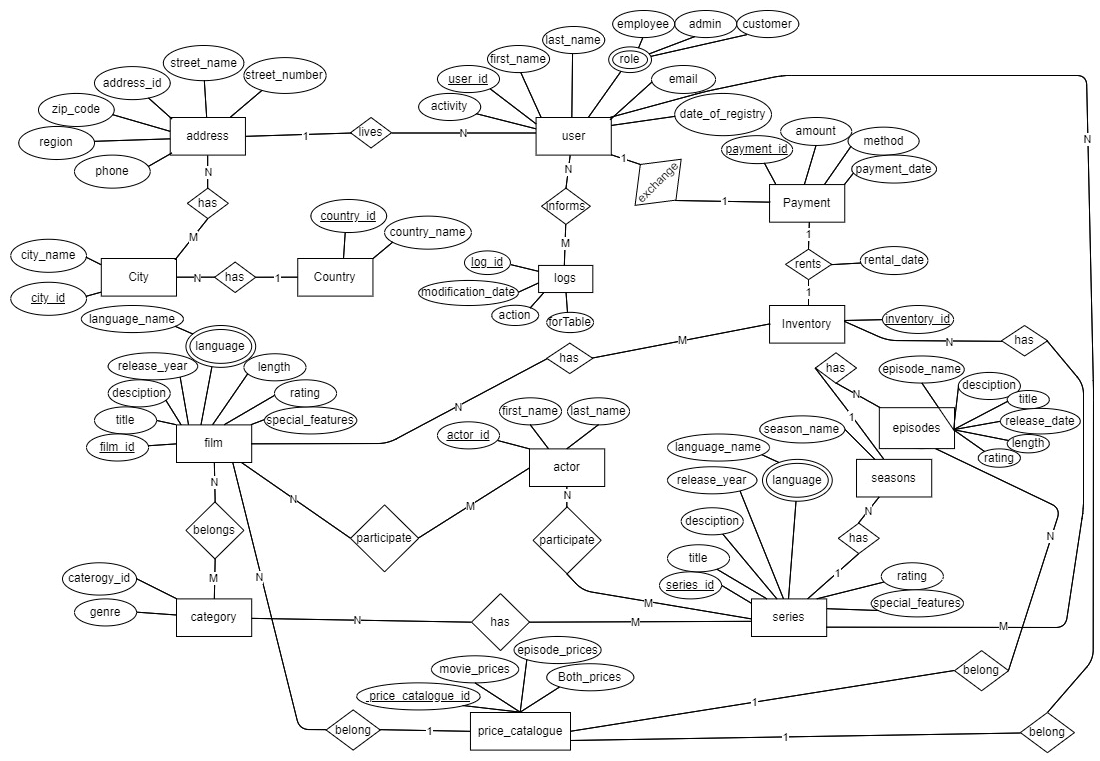 employee
admin
customer
last_name
role
first_name
street_name
street_number
address_id
user_id
email
zip_code
activity
date_of_registry
region
address
1
lives
N
user
amount
method
phone
payment_id
payment_date
N
1
exchange
N
N
has
informs
1
Payment
country_id
country_name
M
M
1
city_name
City
N
has
1
Country
log_id
logs
rents
rental_date
city_id
modification_date
1
action
forTable
language_name
Inventory
inventory_id
language
has
M
N
has
release_year
length
has
episode_name
desciption
rating
N
desciption
title
title
special_features
N
first_name
last_name
1
release_date
film_id
film
actor_id
season_name
episodes
length
language_name
rating
actor
seasons
N
N
M
N
release_year
language
N
belongs
participate
participate
desciption
has
N
title
M
N
1
caterogy_id
series_id
rating
M
special_features
genre
category
N
has
M
series
M
episode_prices
movie_prices
Both_prices
belong
price_catalogue_id
1
belong
1
price_catalogue
1
belong